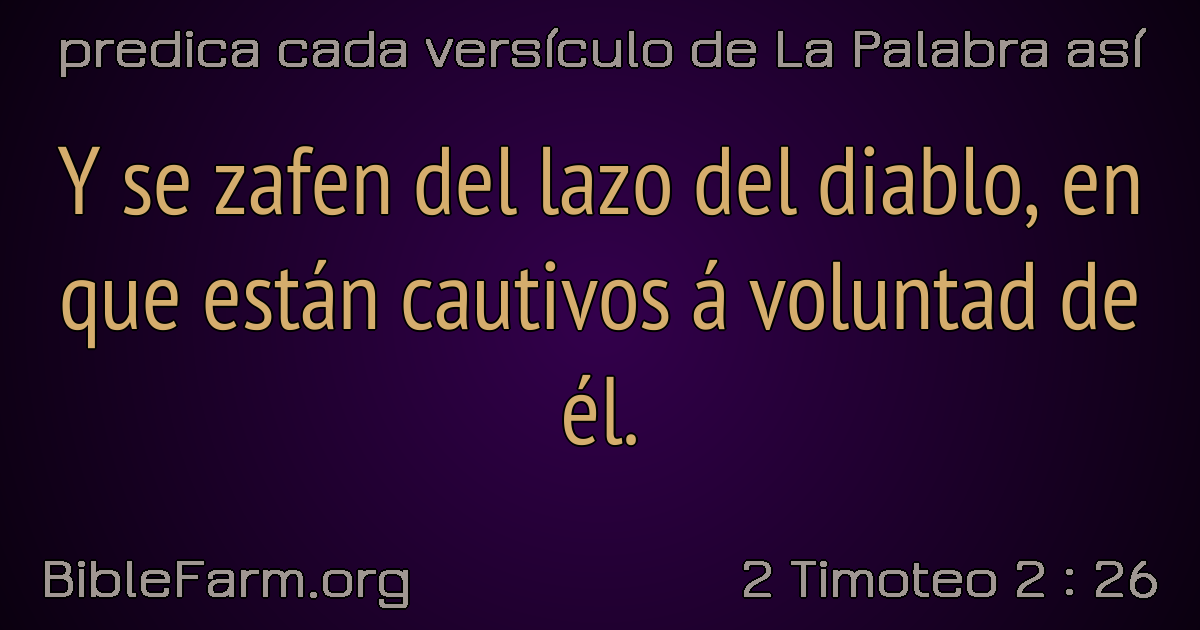 predica cada versículo de La Palabra así
Y se zafen del lazo del diablo, en
que están cautivos á voluntad de
él.
BibleFarm.org
2 Timoteo 2 : 26